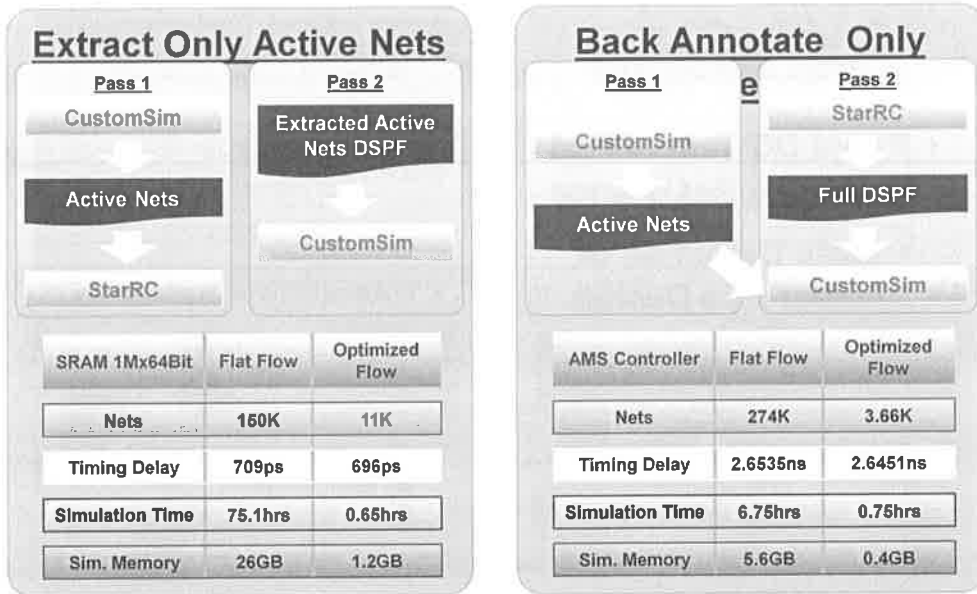 Extract Only Active Nets
Pass 1
CustomSim
Active Nets
StarRC
Pass 2
Extracted Active
Nets DSPF
CustomSim
SRAM 1Mx64Bit Flat Flow Optimized Flow
Nets 150K 11K
Timing Delay 709ps 696ps
Simulation Time 75.1hrs 0.65hrs
Sim. Memory 26GB 1.2GB
Back Annotate Only
Pass 1
CustomSim
Active Nets
Pass 2
StarRC
Full DSPF
CustomSim
AMS Controller Flat Flow Optimized Flow
Nets 274K 3.66K
Timing Delay 2.6535ns 2.6451ns
Simulation Time 6.75hrs 0.75hrs
Sim. Memory 5.6GB 0.4GB